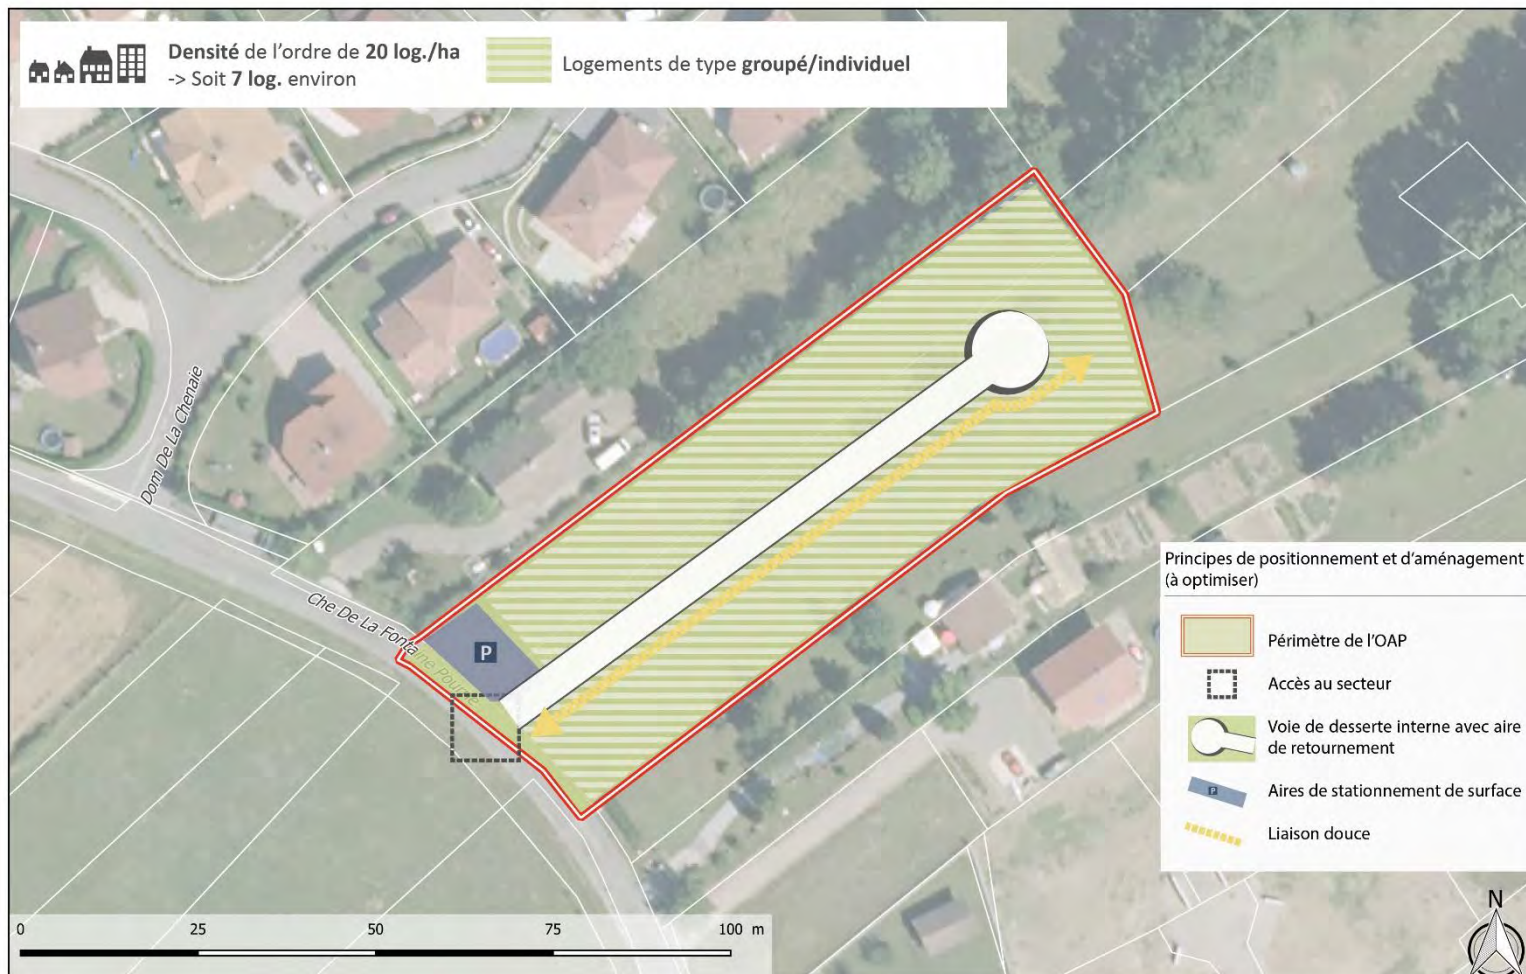 Densité de l'ordre de 20 log./ha
-> Soit 7 log. environ
Logements de type groupé/individuel
Dom De La Chenaie
Che De La Fontaine Pourrie
P
Principes de positionnement et d'aménagement
(à optimiser)
Périmètre de l'OAP
Accès au secteur
Voie de desserte interne avec aire
de retournement
P
Aires de stationnement de surface
Liaison douce
0 25 50 75 100 m
N